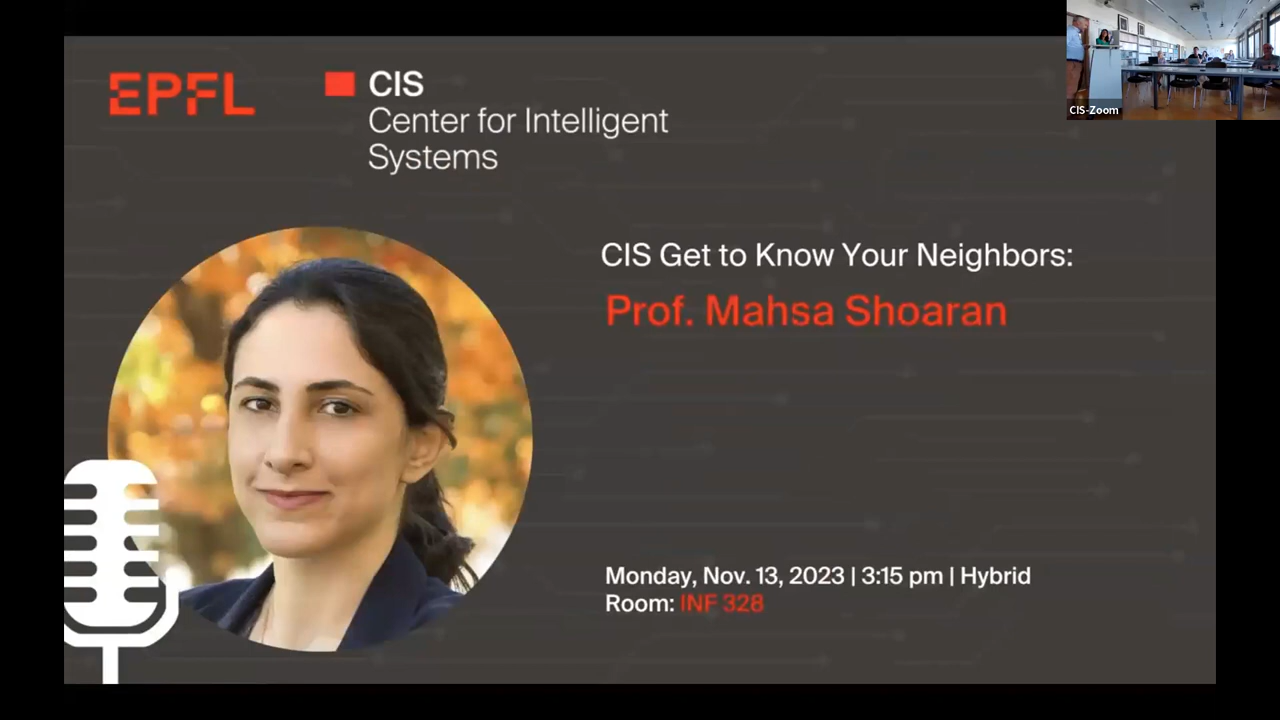 EPFL
CIS
Center for Intelligent
Systems
CIS-Zoom
CIS Get to Know Your Neighbors:
Prof. Mahsa Shoaran
Monday, Nov. 13, 2023 | 3:15 pm | Hybrid
Room: INF 328